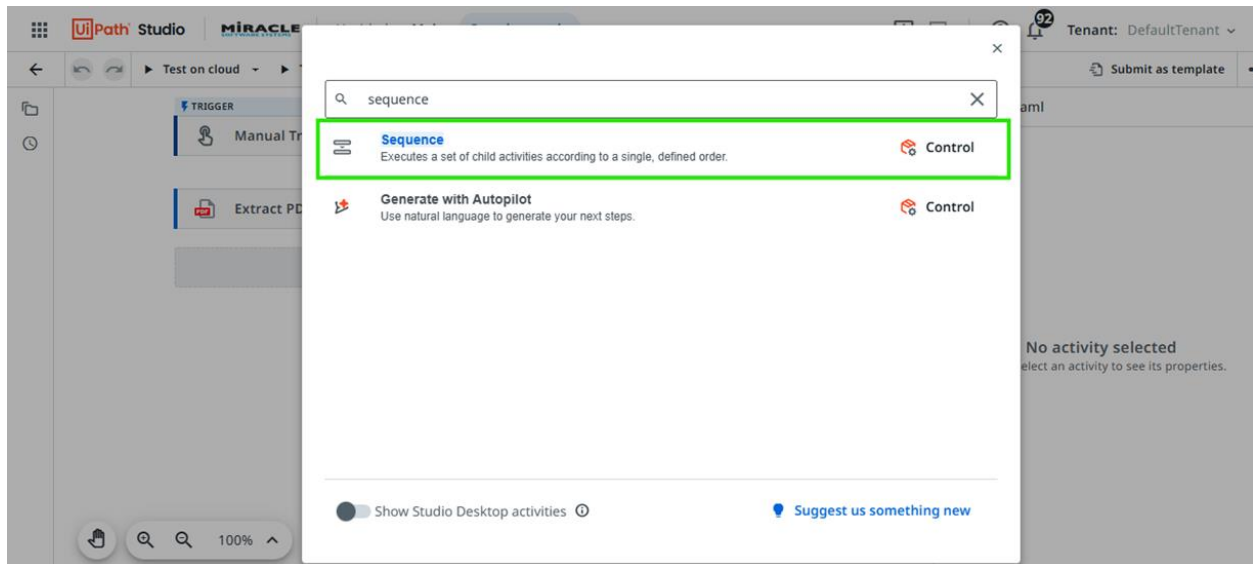 UiPath Studio
MIRACLE
SOFTWARE SYSTEMS
92
Tenant: DefaultTenant
Test on cloud
Submit as template
sequence
TRIGGER
aml
Manual Tr
Sequence
Executes a set of child activities according to a single, defined order.
Control
Extract PD
PDF
Generate with Autopilot
Use natural language to generate your next steps.
Control
No activity selected
elect an activity to see its properties.
Show Studio Desktop activities
Suggest us something new
100%